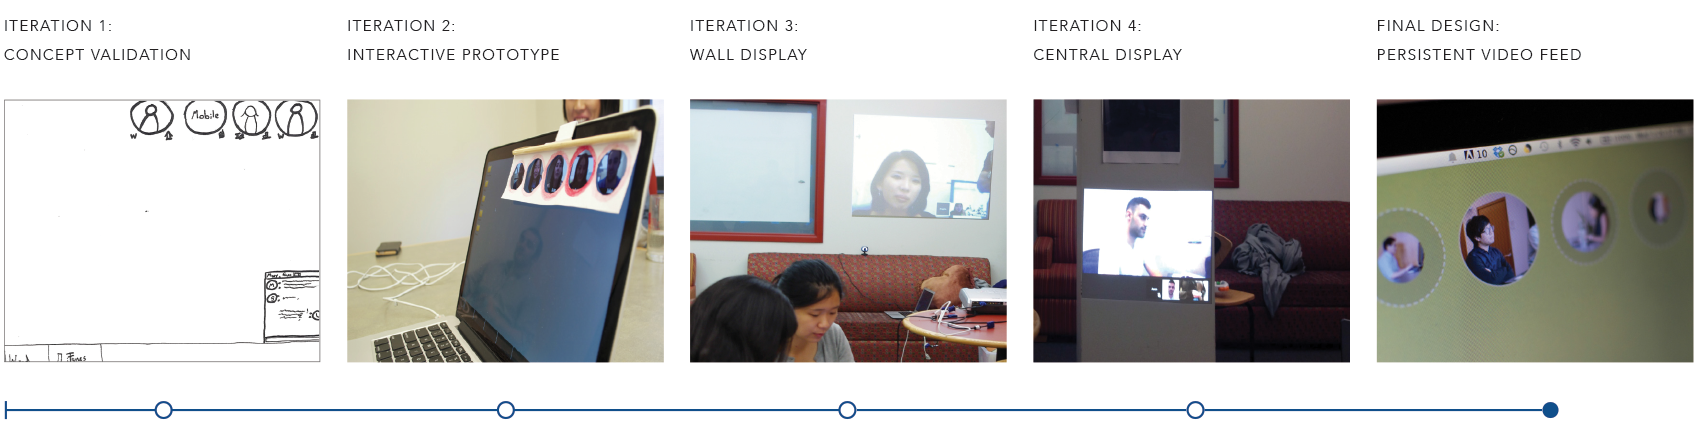 ITERATION 1:
CONCEPT VALIDATION
ITERATION 2:
INTERACTIVE PROTOTYPE
ITERATION 3:
WALL DISPLAY
ITERATION 4:
CENTRAL DISPLAY
FINAL DESIGN:
PERSISTENT VIDEO FEED
Mobile
10